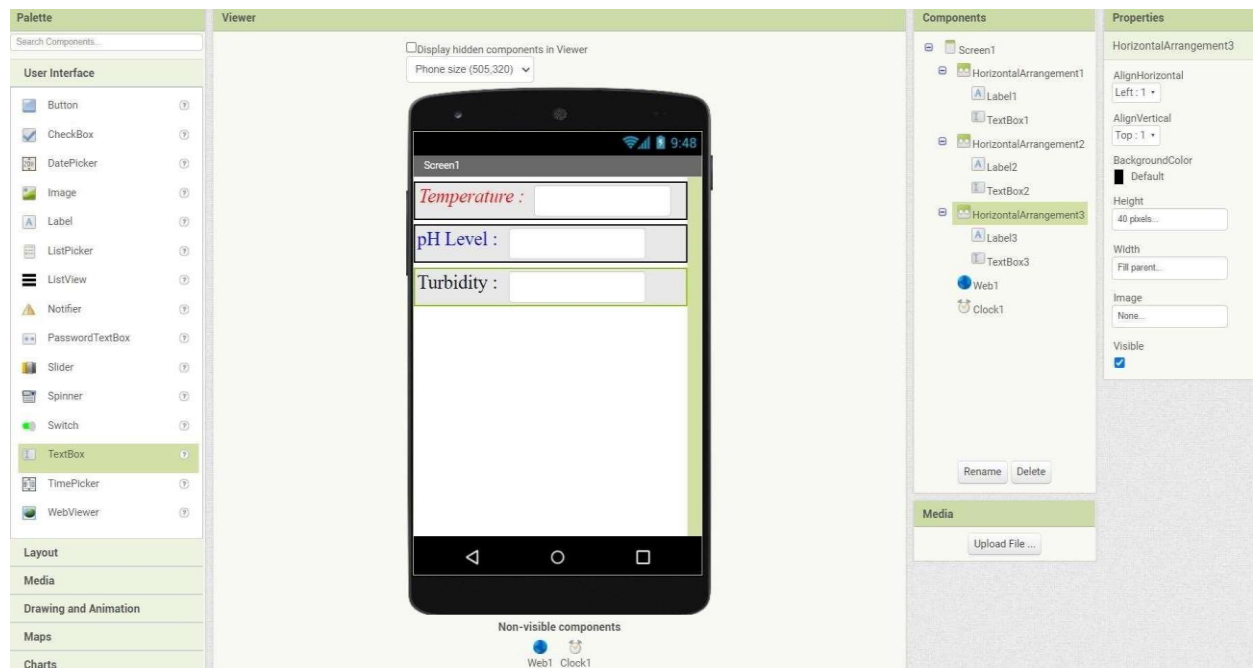 Palette
Search Components...
User Interface
Button
CheckBox
DatePicker
Image
Label
ListPicker
ListView
Notifier
PasswordTextBox
Slider
Spinner
Switch
TextBox
TimePicker
WebViewer
Layout
Media
Drawing and Animation
Maps
Charts
Viewer
Display hidden components in Viewer
Phone size (505,320)
9:48
Screen1
Temperature :
pH Level :
Turbidity :
Non-visible components
Web1 Clock1
Components
Screen1
HorizontalArrangement1
Label1
TextBox1
HorizontalArrangement2
Label2
TextBox2
HorizontalArrangement3
Label3
TextBox3
Web1
Clock1
Rename Delete
Media
Upload File ...
Properties
HorizontalArrangement3
AlignHorizontal
Left : 1
AlignVertical
Top : 1
BackgroundColor
Default
Height
40 pixels...
Width
Fill parent...
Image
None...
Visible